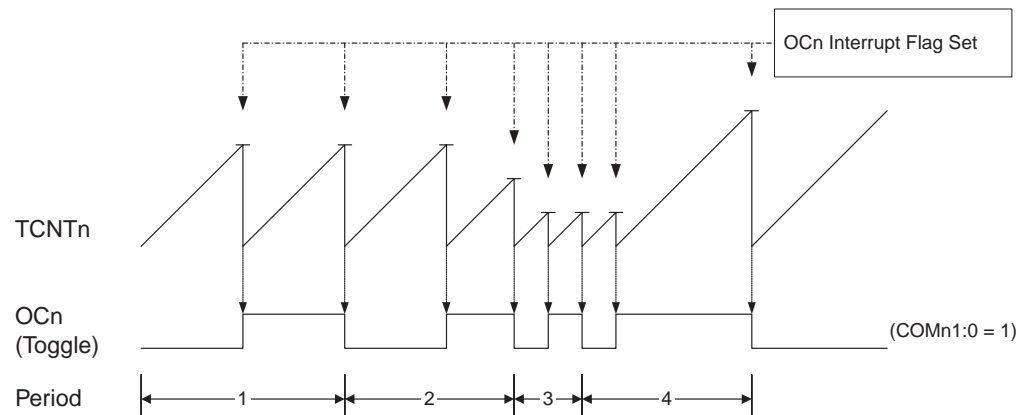 OCn Interrupt Flag Set
TCNTn
OCn
(Toggle)
(COMn1:0 = 1)
Period
1
2
3
4